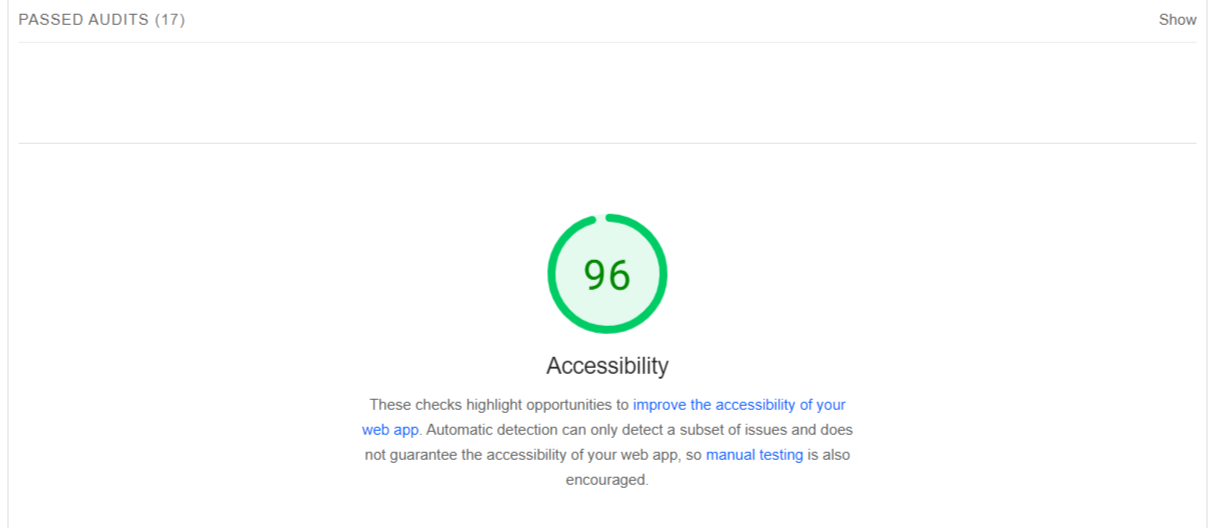 PASSED AUDITS (17)
Show
96
Accessibility
These checks highlight opportunities to improve the accessibility of your
web app. Automatic detection can only detect a subset of issues and does
not guarantee the accessibility of your web app, so manual testing is also
encouraged.